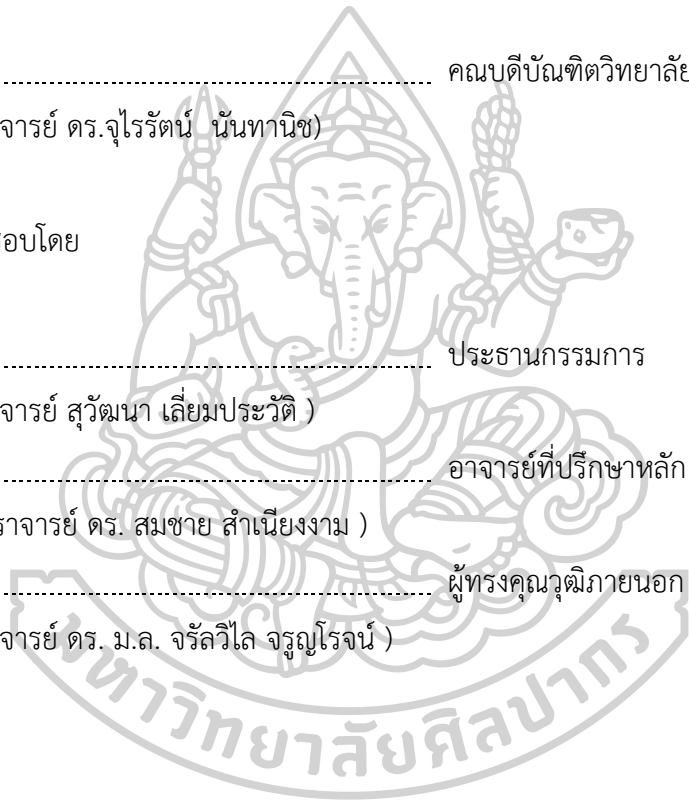 คณบดีบัณฑิตวิทยาลัย
จารย์ ดร.จุไรรัตน์ นันทานิช)
สอบโดย
ประธานกรรมการ
จารย์ สุวัฒนา เลี่ยมประวัติ )
อาจารย์ที่ปรึกษาหลัก
ราจารย์ ดร. สมชาย สำเนียงงาม )
ผู้ทรงคุณวุฒิภายนอก
จารย์ ดร. ม.ล. จรัลวิไล จรูญโรจน์ )
มหาวิทยาลัยศิลปากร